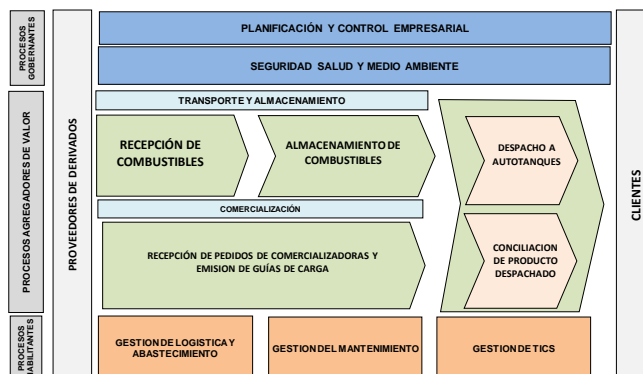 PROCESOS
GOBERNANTES
PLANIFICACIÓN Y CONTROL EMPRESARIAL
SEGURIDAD SALUD Y MEDIO AMBIENTE
PROCESOS AGREGADORES DE VALOR
PROVEEDORES DE DERIVADOS
TRANSPORTE Y ALMACENAMIENTO
RECEPCIÓN DE
COMBUSTIBLES
ALMACENAMIENTO DE
COMBUSTIBLES
DESPACHO A
AUTOTANQUES
COMERCIALIZACIÓN
RECEPCIÓN DE PEDIDOS DE COMERCIALIZADORAS Y
EMISION DE GUÍAS DE CARGA
CONCILIACION
DE PRODUCTO
DESPACHADO
CLIENTES
PROCESOS
HABILITANTES
GESTION DE LOGISTICA Y
ABASTECIMIENTO
GESTION DEL MANTENIMIENTO
GESTION DE TICS